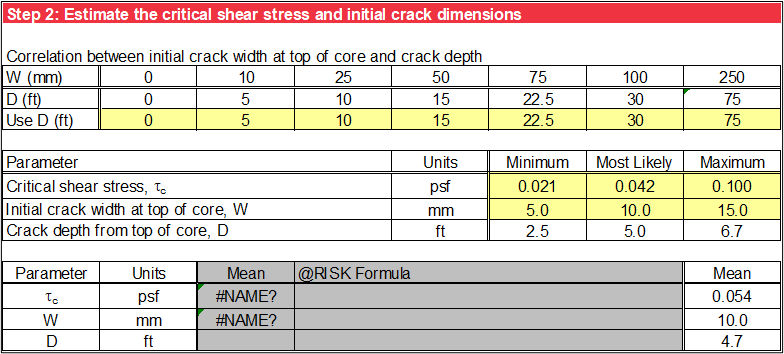 Step 2: Estimate the critical shear stress and initial crack dimensions
Correlation between initial crack width at top of core and crack depth
W (mm) 0 10 25 50 75 100 250
D (ft) 0 5 10 15 22.5 30 75
Use D (ft) 0 5 10 15 22.5 30 75
Parameter Units Minimum Most Likely Maximum
Critical shear stress, τc psf 0.021 0.042 0.100
Initial crack width at top of core, W mm 5.0 10.0 15.0
Crack depth from top of core, D ft 2.5 5.0 6.7
Parameter Units Mean @RISK Formula Mean
τc psf #NAME? 0.054
W mm #NAME? 10.0
D ft 4.7